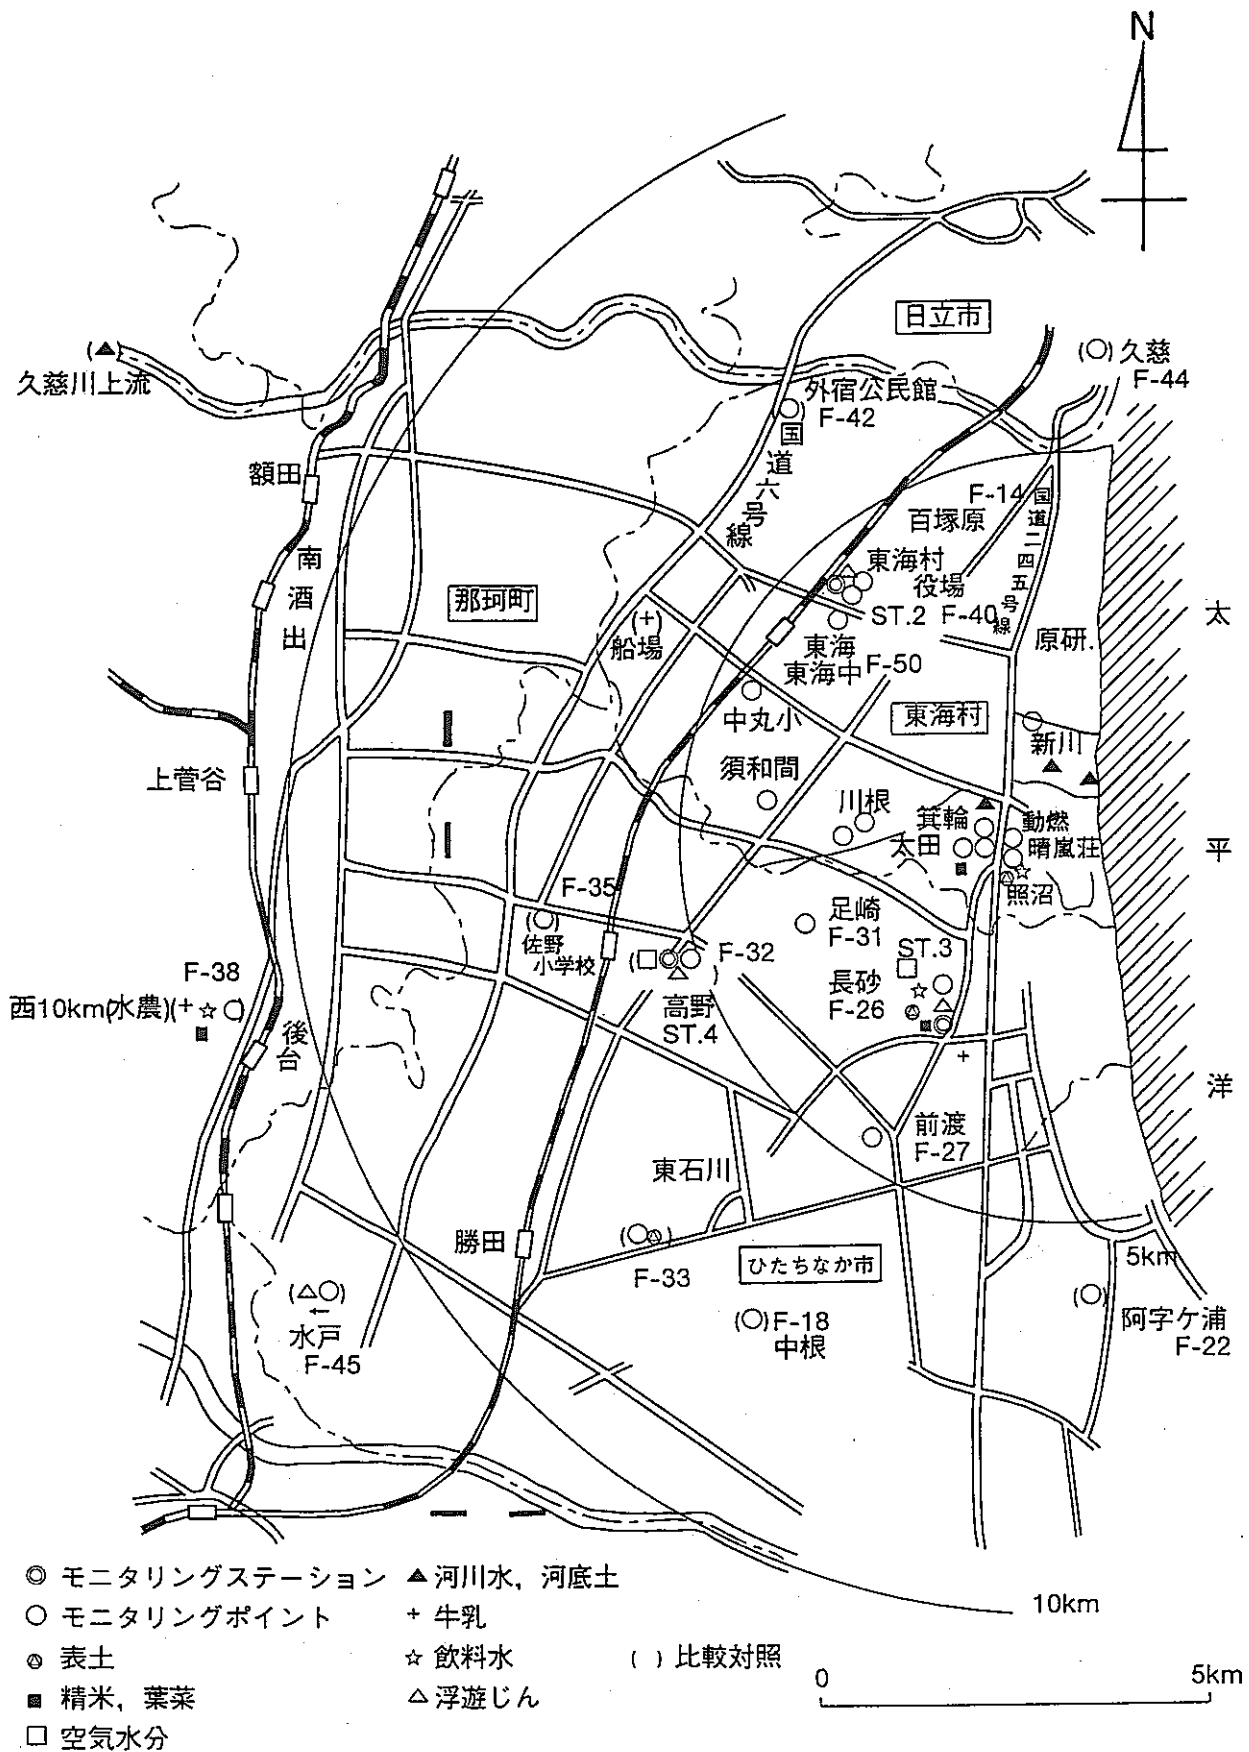 N
日立市
(▲)
久慈川上流
久慈
F-44
外宿公民館
F-42
国道六号線
額田
F-14
百塚原
国道二四五号線
南酒出
那珂町
東海村
役場
ST.2
F-40
(+)
船場
東海
東海中
F-50
原研.
太平洋
中丸小
東海村
新川
上菅谷
須和間
川根
箕輪
動燃
太田
晴嵐荘
照沼
F-35
佐野
小学校
足崎
F-31
ST.3
F-32
高野
ST.4
長砂
F-26
F-38
西10km(水農)(+☆○)
後台
前渡
F-27
東石川
勝田
F-33
ひたちなか市
5km
水戸
F-45
F-18
中根
阿字ケ浦
F-22
10km
◎ モニタリングステーション
○ モニタリングポイント
表土
■ 精米，葉菜
□ 空気水分
▲ 河川水，河底土
+ 牛乳
☆ 飲料水
△ 浮遊じん
( ) 比較対照
0
5km